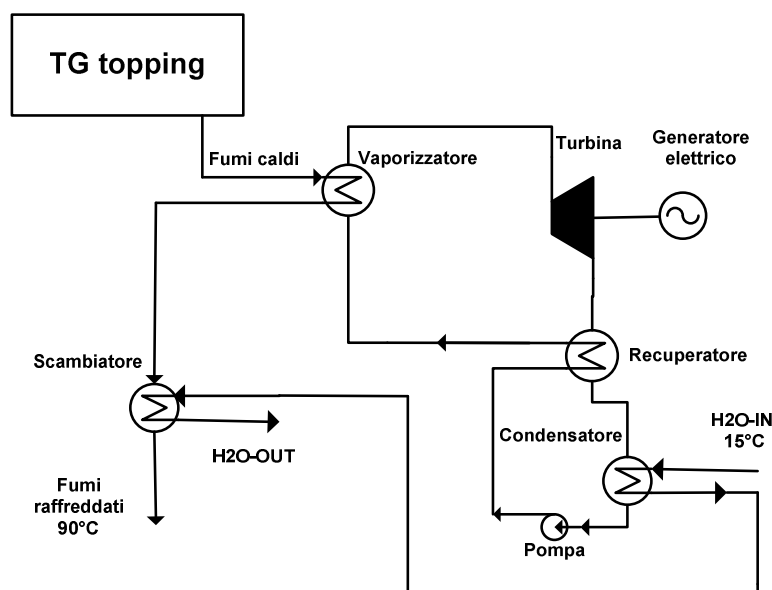 TG topping
Fumi caldi
Vaporizzatore
Turbina
Generatore
elettrico
Scambiatore
Recuperatore
H2O-OUT
Condensatore
H2O-IN
15°C
Fumi
raffreddati
90°C
Pompa